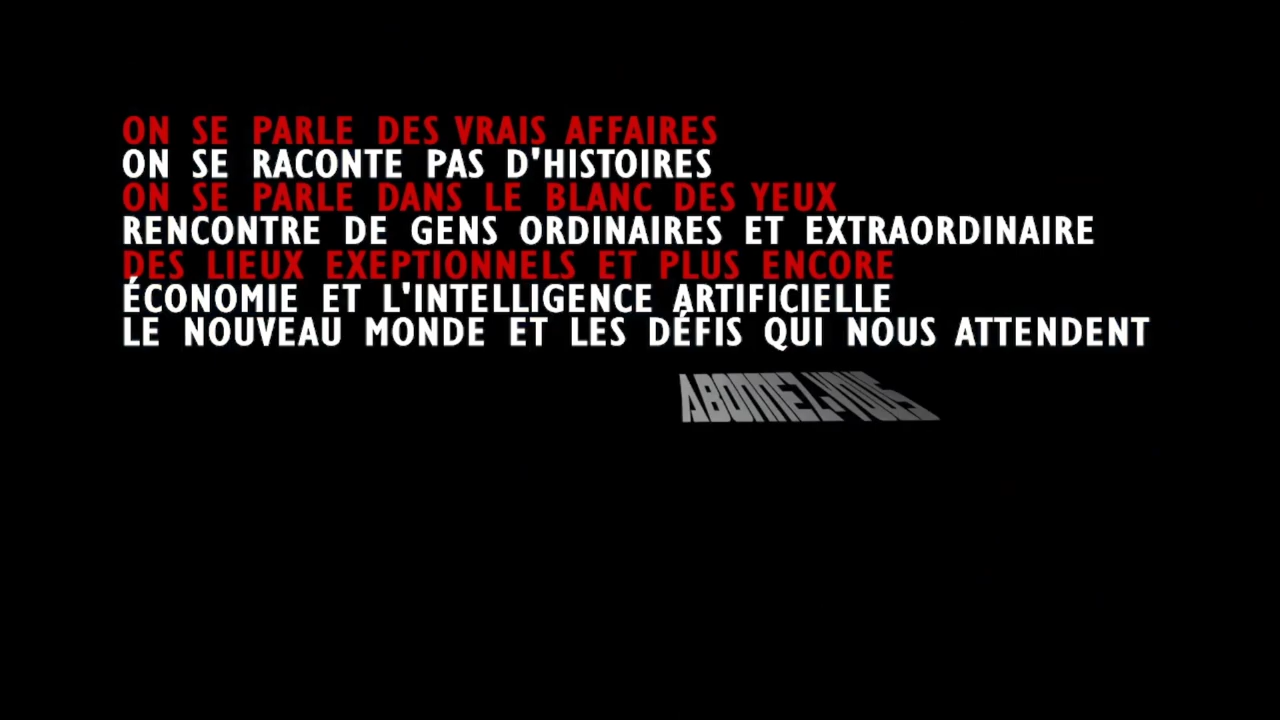 ON SE PARLE DES VRAIS AFFAIRES
ON SE RACONTE PAS D'HISTOIRES
ON SE PARLE DANS LE BLANC DES YEUX
RENCONTRE DE GENS ORDINAIRES ET EXTRAORDINAIRE
DES LIEUX EXEPTIONNELS ET PLUS ENCORE
ÉCONOMIE ET L'INTELLIGENCE ARTIFICIELLE
LE NOUVEAU MONDE ET LES DÉFIS QUI NOUS ATTENDENT
ABONNEZ-VOUS